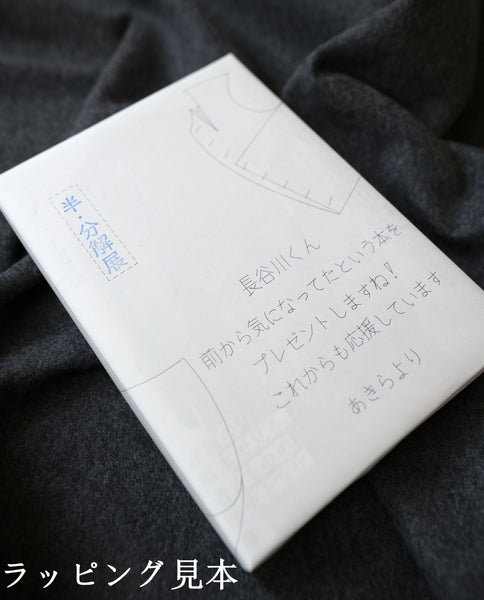 半・分解展
長谷川くん
前から気になってたという本を
プレゼントしますね！
これからも応援しています
あきらより
ラッピング見本